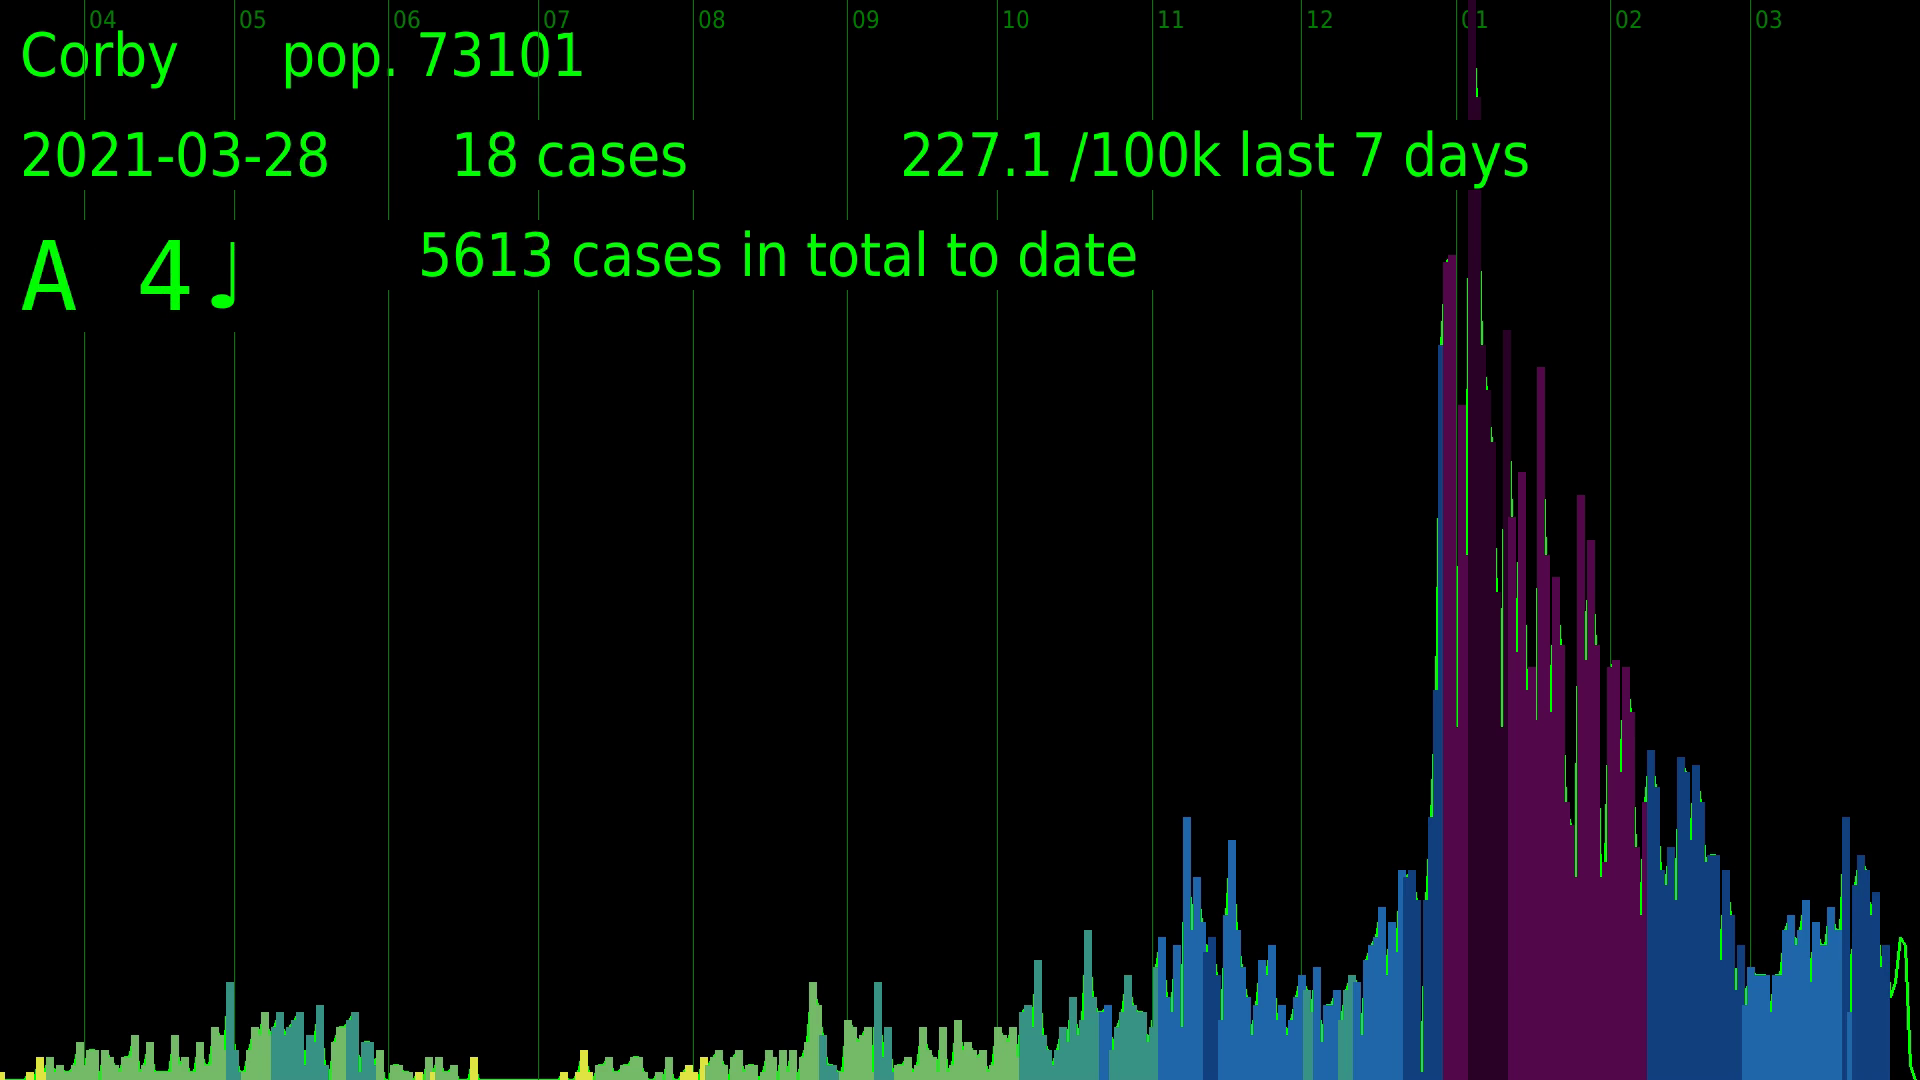 04 05 06 07 08 09 10 11 12 01 02 03
Corby pop. 73101
2021-03-28 18 cases 227.1 /100k last 7 days
A 4♩ 5613 cases in total to date